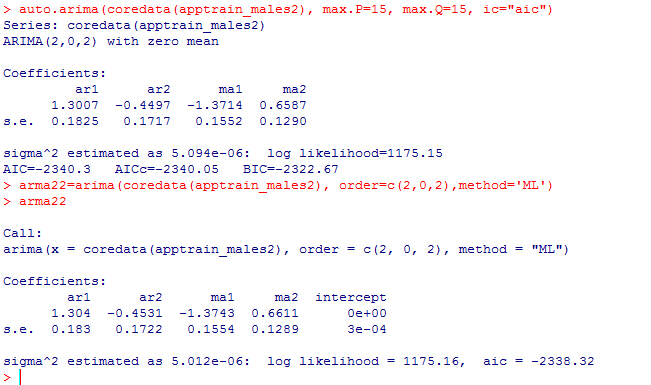 > auto.arima(coredata(apptrain_males2), max.P=15, max.Q=15, ic="aic")
Series: coredata(apptrain_males2)
ARIMA(2,0,2) with zero mean
Coefficients:
ar1 ar2 ma1 ma2
1.3007 -0.4497 -1.3714 0.6587
s.e. 0.1825 0.1717 0.1552 0.1290
sigma^2 estimated as 5.094e-06: log likelihood=1175.15
AIC=-2340.3 AICc=-2340.05 BIC=-2322.67
> arma22=arima(coredata(apptrain_males2), order=c(2,0,2),method='ML')
> arma22
Call:
arima(x = coredata(apptrain_males2), order = c(2, 0, 2), method = "ML")
Coefficients:
ar1 ar2 ma1 ma2 intercept
1.304 -0.4531 -1.3743 0.6611 0e+00
s.e. 0.183 0.1722 0.1554 0.1289 3e-04
sigma^2 estimated as 5.012e-06: log likelihood = 1175.16, aic = -2338.32
> |